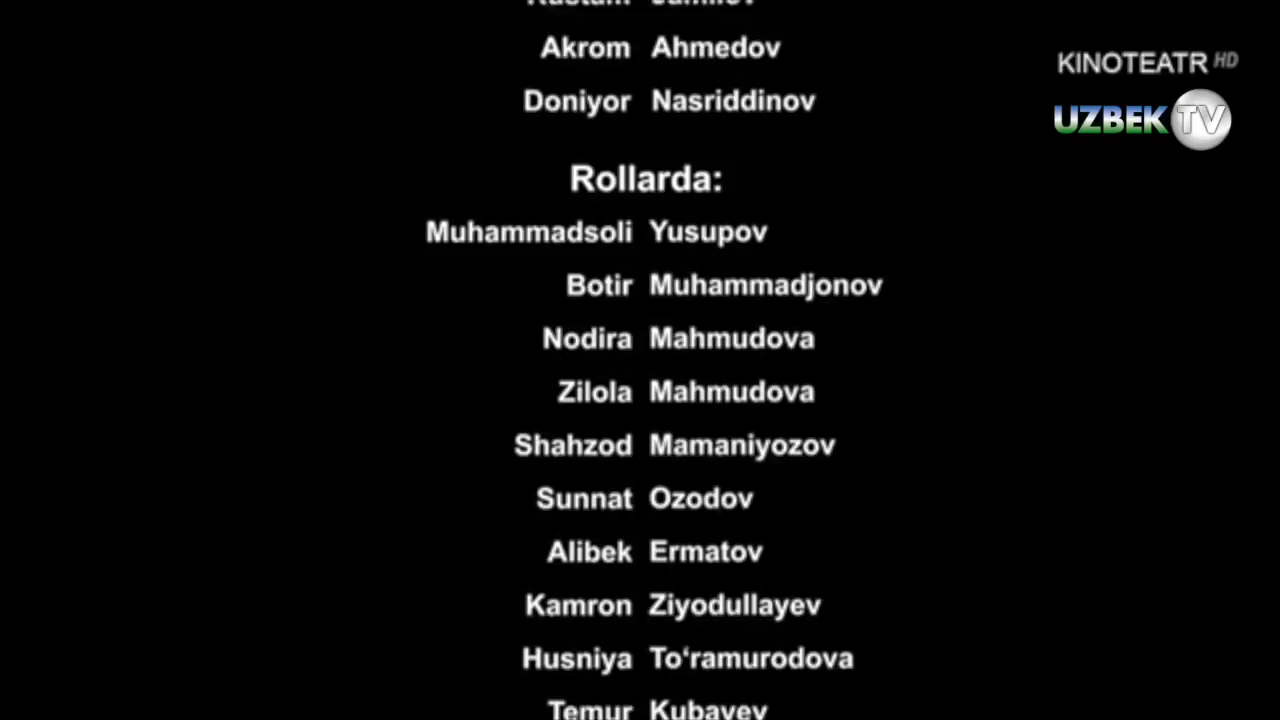 Akrom Ahmedov
Doniyor Nasriddinov
Rollarda:
Muhammadsoli Yusupov
Botir Muhammadjonov
Nodira Mahmudova
Zilola Mahmudova
Shahzod Mamaniyozov
Sunnat Ozodov
Alibek Ermatov
Kamron Ziyodullayev
Husniya To‘ramurodova
Temur Kubayev
KINOTEATR HD
UZBEK TV